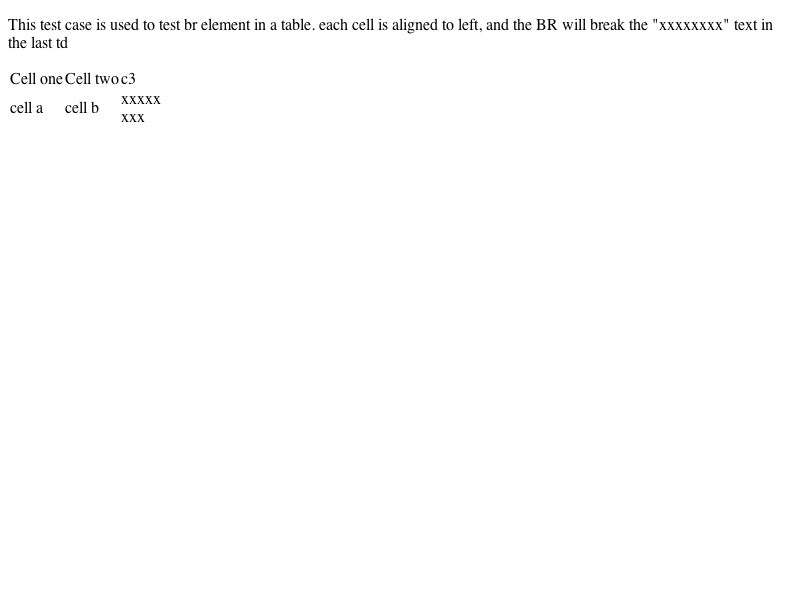 This test case is used to test br element in a table. each cell is aligned to left, and the BR will break the "xxxxxxxx" text in
the last td
Cell one Cell two c3
cell a cell b xxxxx
xxx